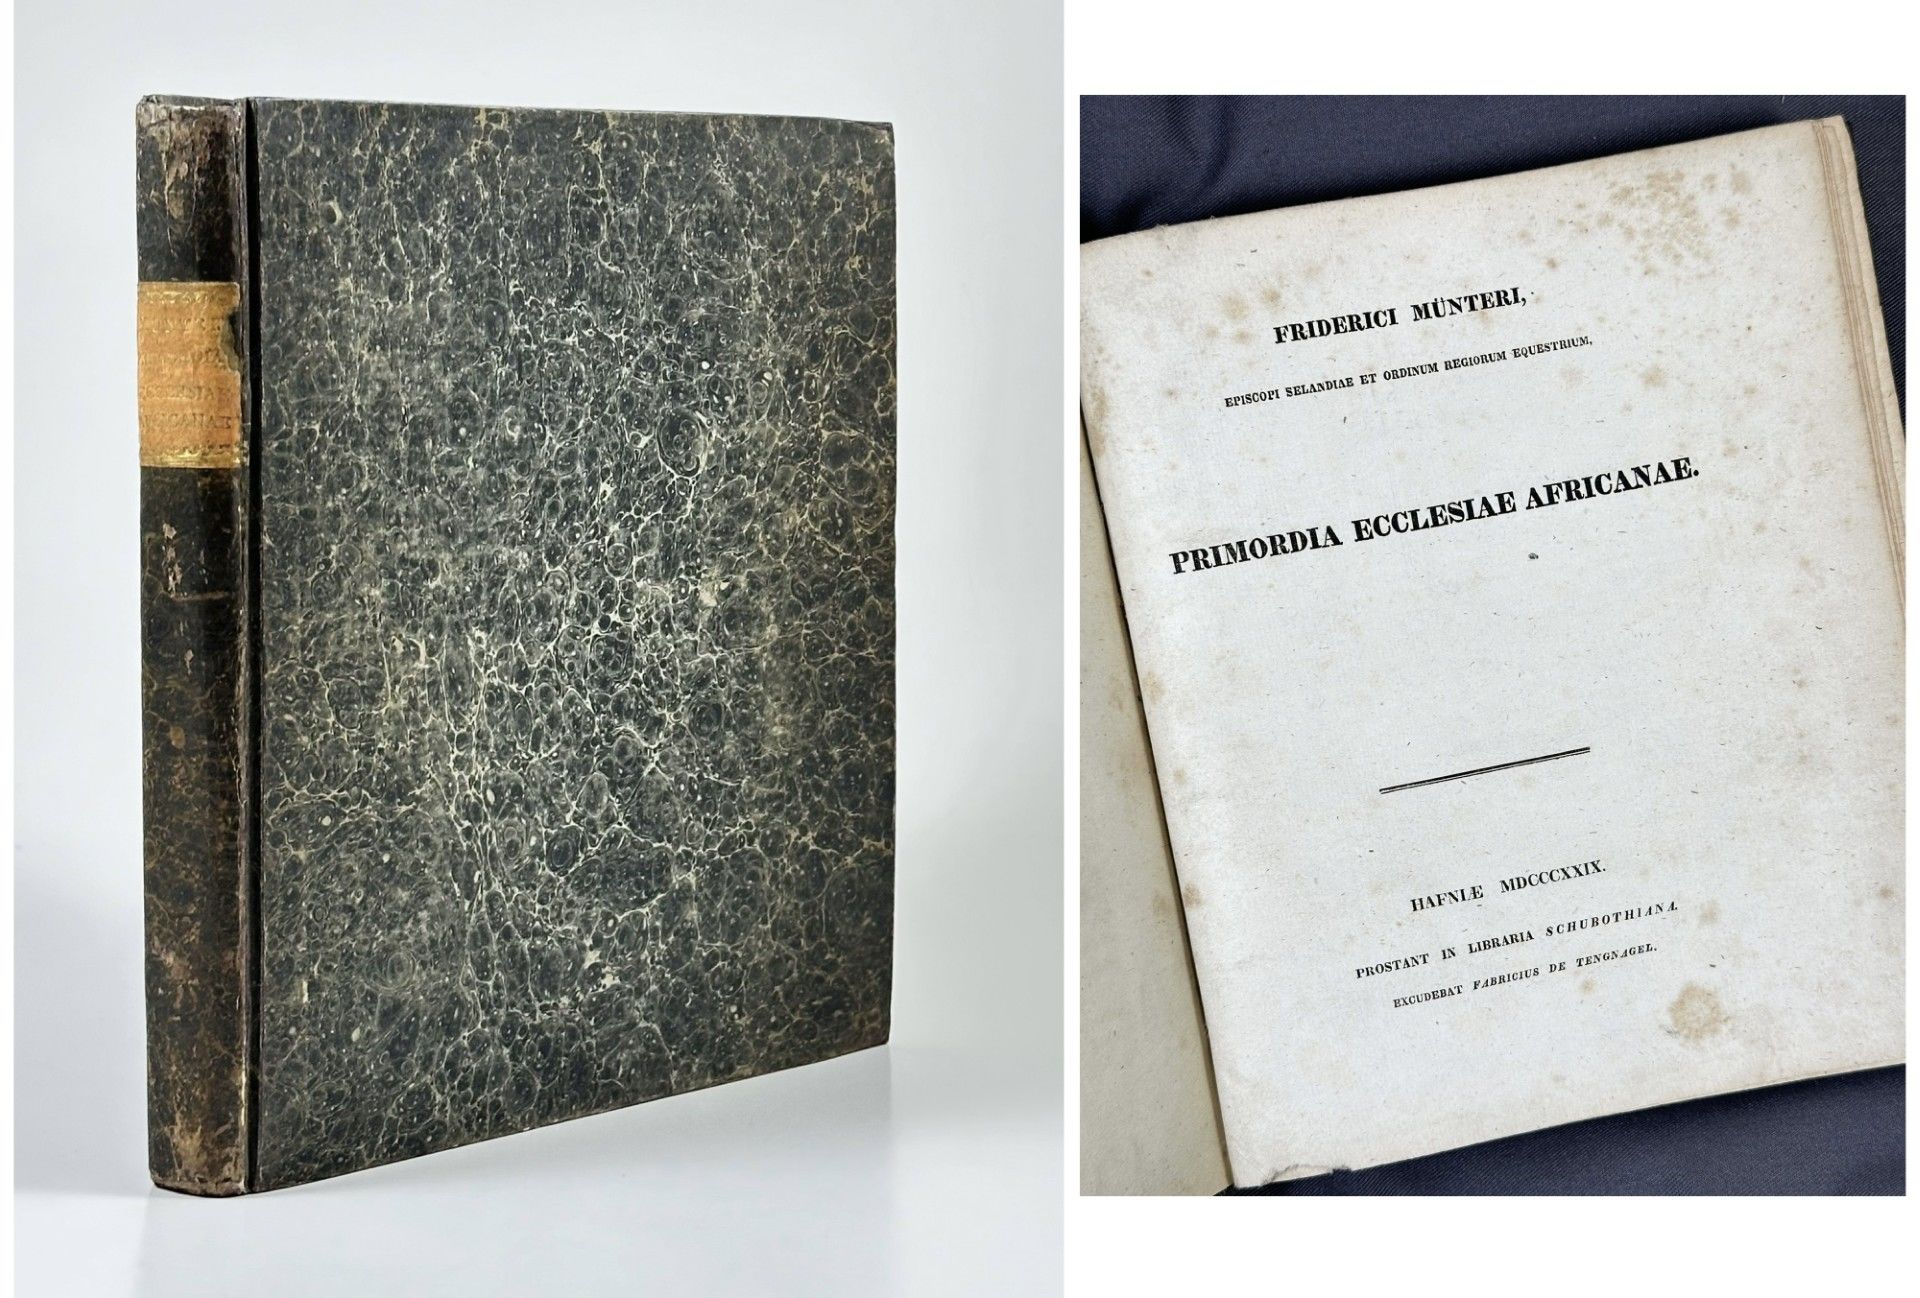 FRIDERICI MÜNTERI,
EPISCOPI SELANDIAE ET ORDINUM REGIORUM EQUESTRIUM,
PRIMORDIA ECCLESIAE AFRICANAE.
HAFNIÆ MDCCCXXIX.
PROSTANT IN LIBRARIA SCHUBOTHIANA.
EXCUDEBAT FABRICIUS DE TENGNAGEL.